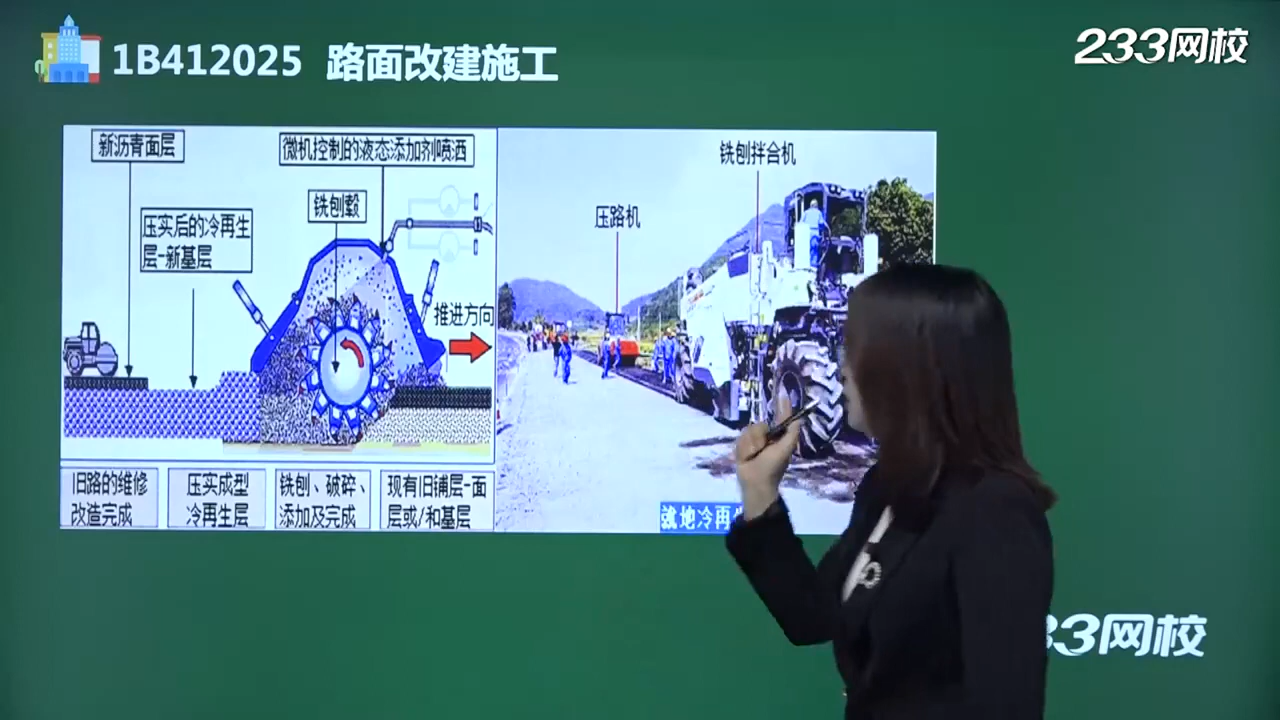 1B412025 路面改建施工
233网校
新沥青面层
微机控制的液态添加剂喷洒
铣刨毂
压实后的冷再生
层-新基层
推进方向
旧路的维修
改造完成
压实成型
冷再生层
铣刨、破碎、
添加及完成
现有旧铺层-面
层或/和基层
铣刨拌合机
压路机
就地冷再
33网校